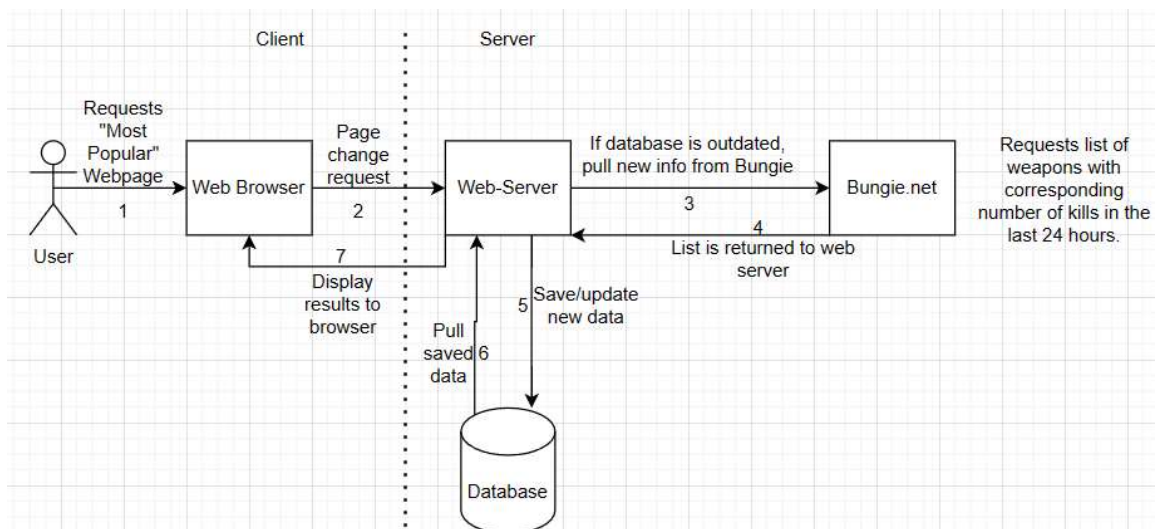 Client
Server
Requests
"Most
Popular"
Webpage
1
User
Web Browser
Page
change
request
2
Web-Server
If database is outdated,
pull new info from Bungie
3
Bungie.net
Requests list of
weapons with
corresponding
number of kills in the
last 24 hours.
4
List is returned to web
server
5
Save/update
new data
Pull
saved 6
data
7
Display
results to
browser
Database